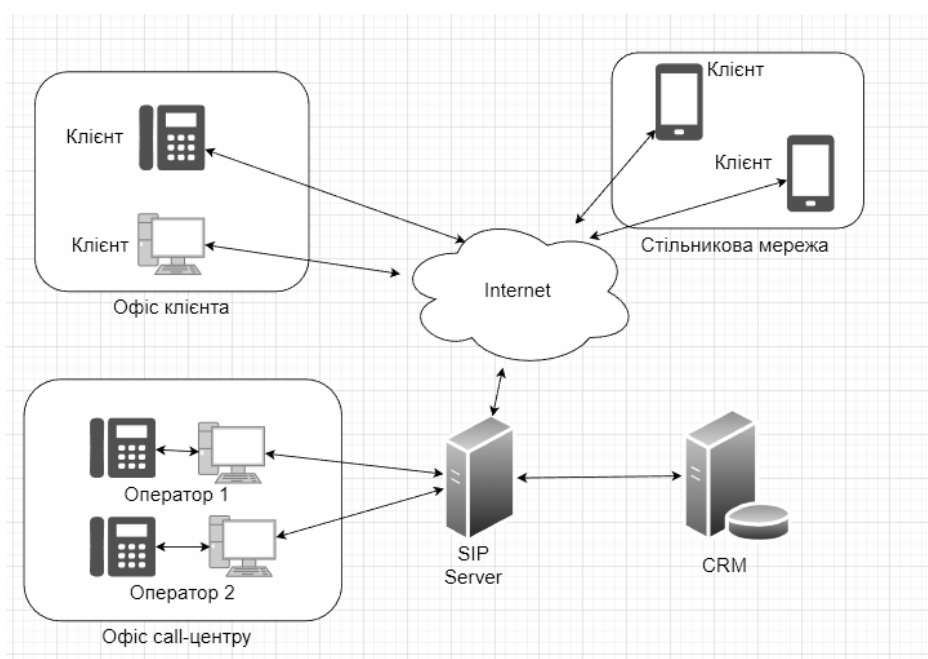 Клієнт
Клієнт
Клієнт
Клієнт
Стільникова мережа
Офіс клієнта
Internet
Оператор 1
Оператор 2
Офіс call-центру
SIP
Server
CRM